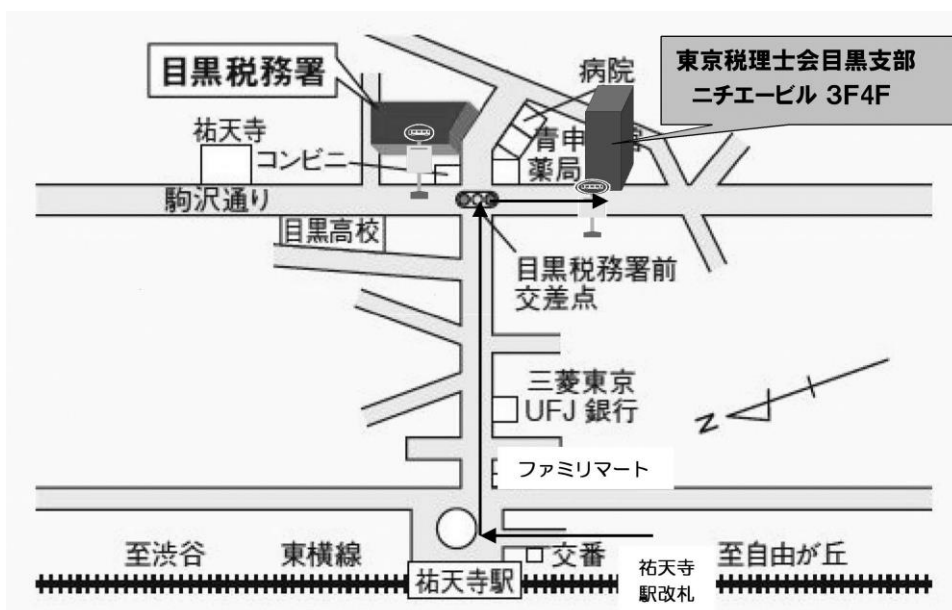 東京税理士会目黒支部
ニチエービル 3F4F
目黒税務署
病院
祐天寺
コンビニ
青申
薬局
駒沢通り
目黒高校
目黒税務署前
交差点
三菱東京
UFJ 銀行
N
ファミリマート
至渋谷
東横線
祐天寺駅
交番
祐天寺
駅改札
至自由が丘